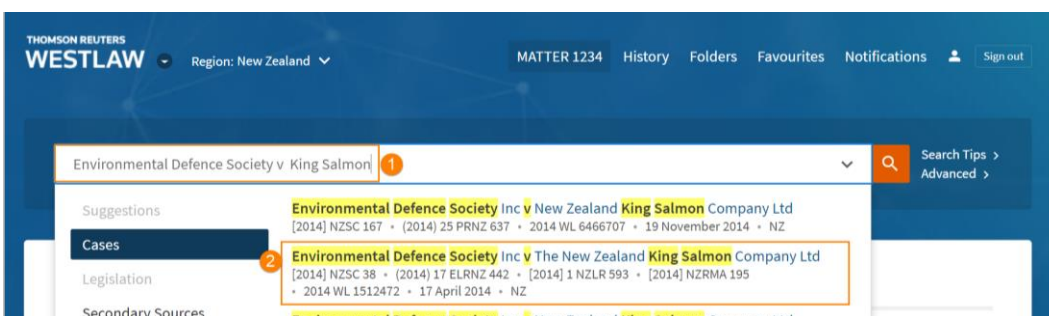 THOMSON REUTERS
WESTLAW
Region: New Zealand
MATTER 1234
History
Folders
Favourites
Notifications
Sign out
Environmental Defence Society v King Salmon
1
Search Tips >
Advanced >
Suggestions
Cases
Legislation
Secondary Sources
Environmental Defence Society Inc v New Zealand King Salmon Company Ltd
[2014] NZSC 167 • (2014) 25 PRNZ 637 • 2014 WL 6466707 • 19 November 2014 • NZ
2
Environmental Defence Society Inc v The New Zealand King Salmon Company Ltd
[2014] NZSC 38 • (2014) 17 ELRNZ 442 • [2014] 1 NZLR 593 • [2014] NZRMA 195
• 2014 WL 1512472 • 17 April 2014 • NZ